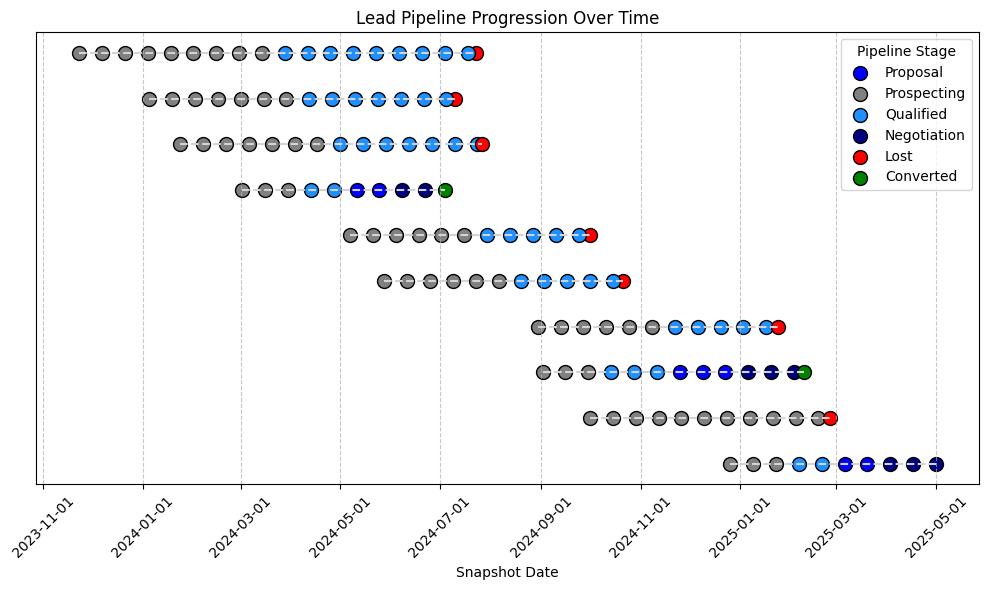 Lead Pipeline Progression Over Time
Pipeline Stage
Proposal
Prospecting
Qualified
Negotiation
Lost
Converted
2023-11-01
2024-01-01
2024-03-01
2024-05-01
2024-07-01
2024-09-01
2024-11-01
2025-01-01
2025-03-01
2025-05-01
Snapshot Date